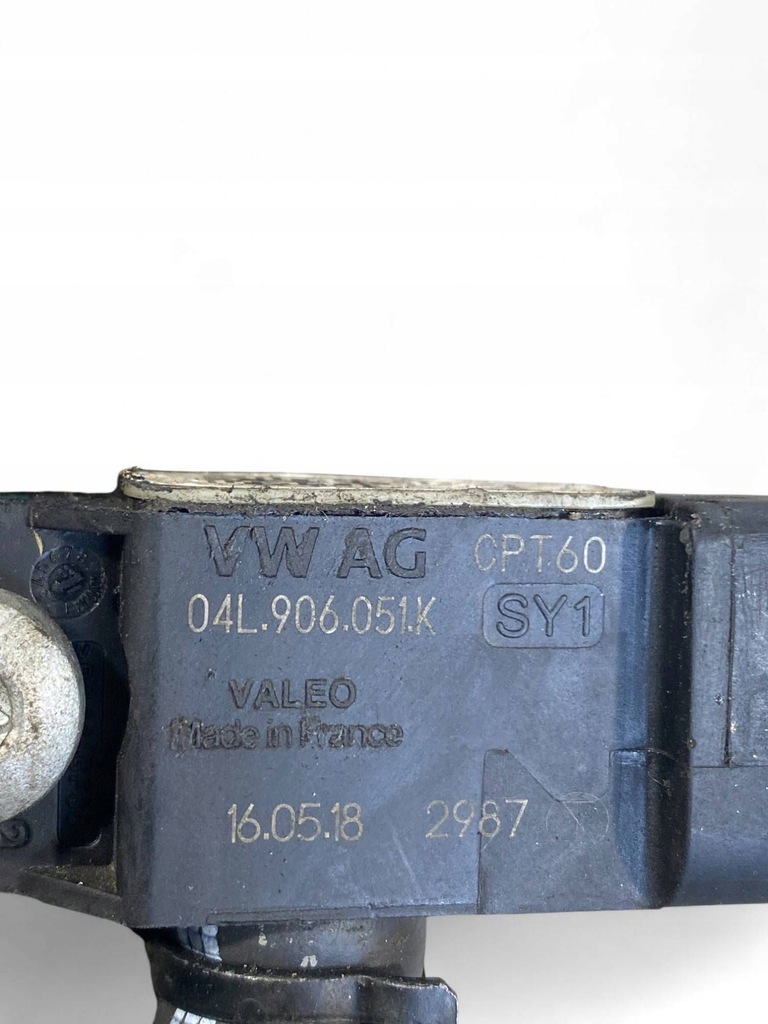 VW AG CPT60
04L.906.051.K SY1
VALEO
Made in France
16.05.18 2987